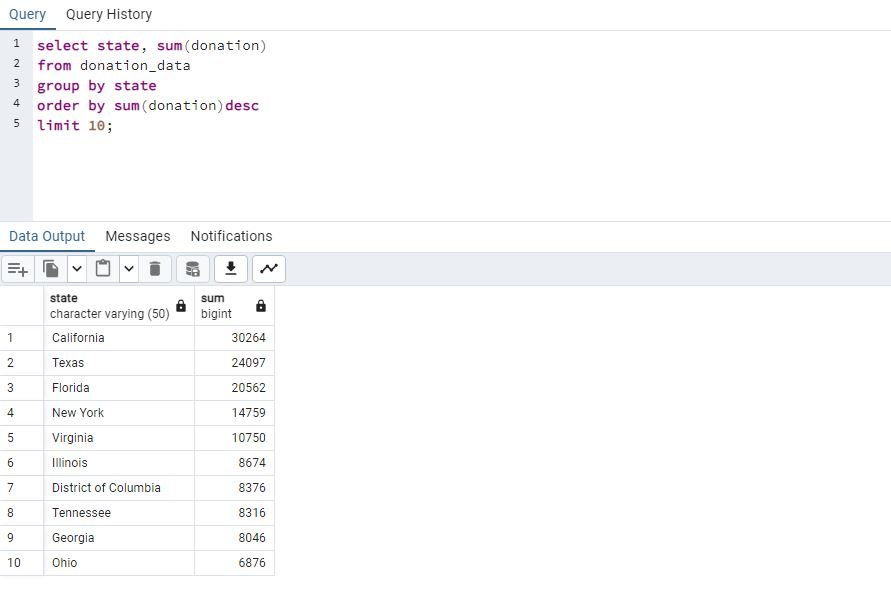 Query Query History
1 select state, sum(donation)
2 from donation_data
3 group by state
4 order by sum(donation)desc
5 limit 10;
Data Output Messages Notifications
state sum
character varying (50) bigint
1 California 30264
2 Texas 24097
3 Florida 20562
4 New York 14759
5 Virginia 10750
6 Illinois 8674
7 District of Columbia 8376
8 Tennessee 8316
9 Georgia 8046
10 Ohio 6876